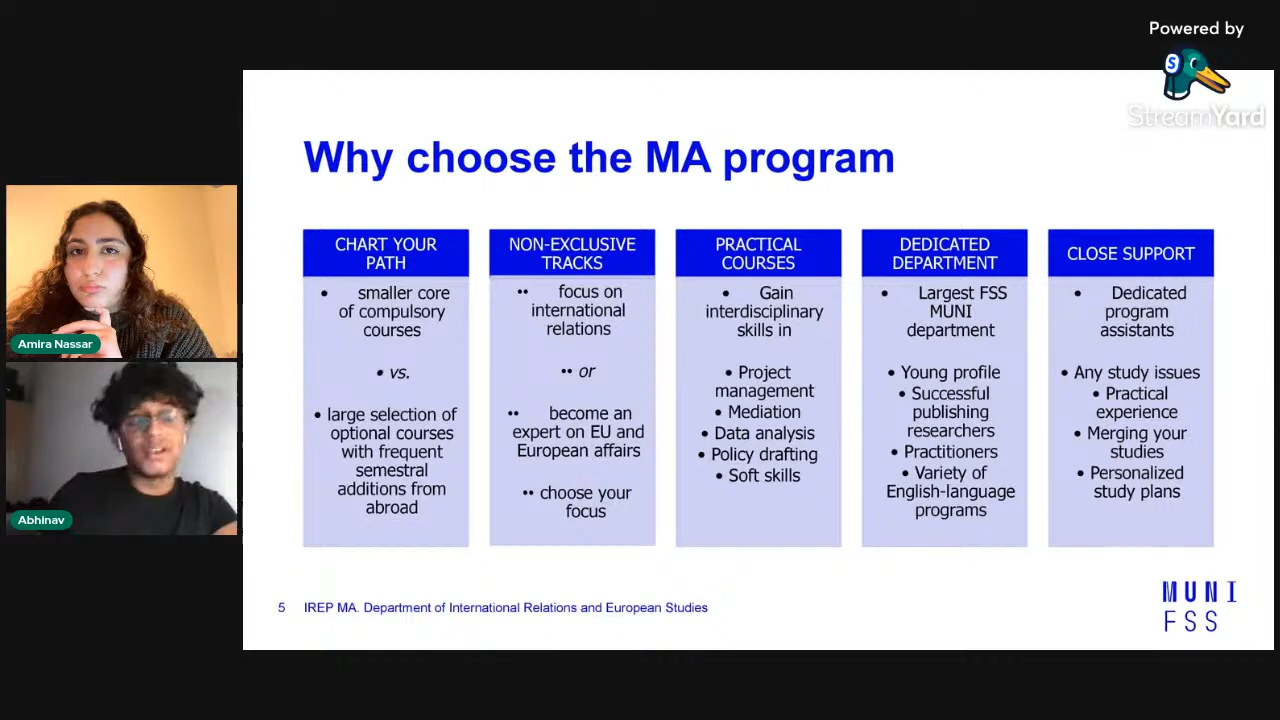 Powered by
S
StreamYard
Why choose the MA program
CHART YOUR
PATH
• smaller core
of compulsory
courses
• vs.
• large selection of
optional courses
with frequent
semestral
additions from
abroad
NON-EXCLUSIVE
TRACKS
•• focus on
international
relations
•• or
•• become an
expert on EU and
European affairs
•• choose your
focus
PRACTICAL
COURSES
• Gain
interdisciplinary
skills in
• Project
management
• Mediation
• Data analysis
• Policy drafting
• Soft skills
DEDICATED
DEPARTMENT
• Largest FSS
MUNI
department
• Young profile
• Successful
publishing
researchers
• Practitioners
• Variety of
English-language
programs
CLOSE SUPPORT
• Dedicated
program
assistants
• Any study issues
• Practical
experience
• Merging your
studies
• Personalized
study plans
Amira Nassar
Abhinav
5 IREP MA. Department of International Relations and European Studies
MUNI
FSS